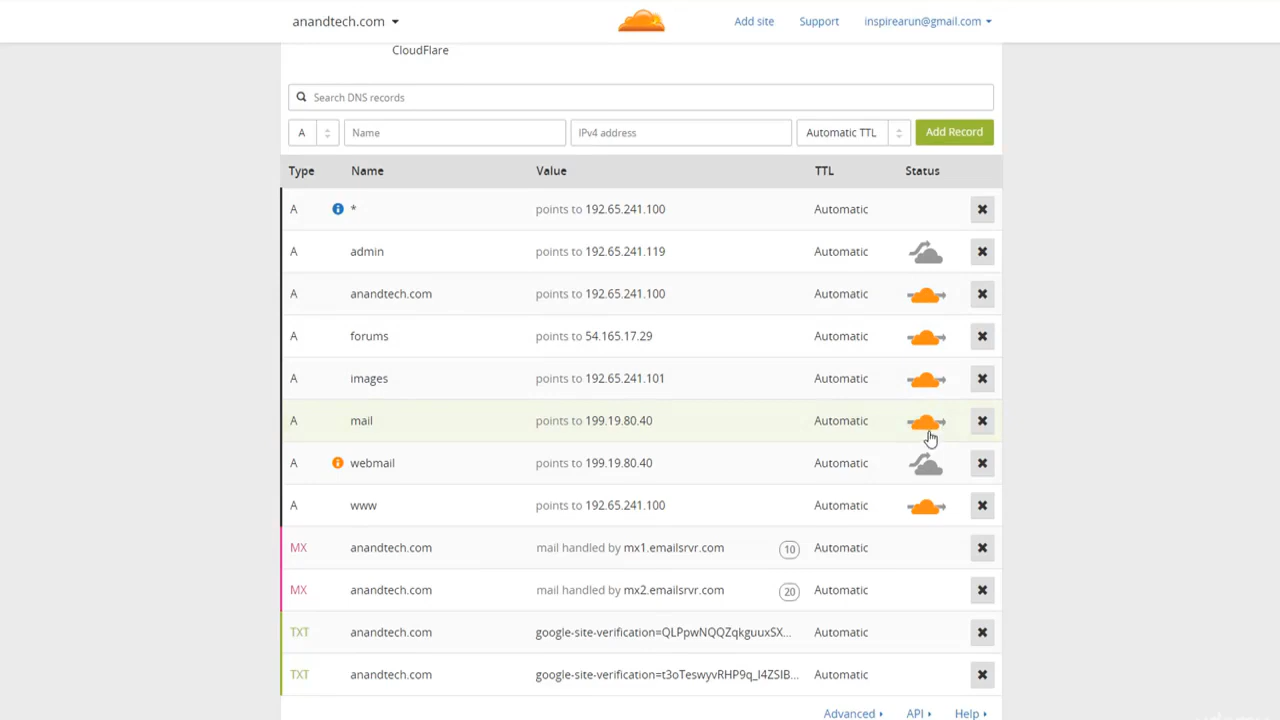 anandtech.com
Add site
Support
inspirearun@gmail.com
CloudFlare
Search DNS records
A
Name
IPv4 address
Automatic TTL
Add Record
Type Name Value TTL Status
A * points to 192.65.241.100 Automatic
A admin points to 192.65.241.119 Automatic
A anandtech.com points to 192.65.241.100 Automatic
A forums points to 54.165.17.29 Automatic
A images points to 192.65.241.101 Automatic
A mail points to 199.19.80.40 Automatic
A webmail points to 199.19.80.40 Automatic
A www points to 192.65.241.100 Automatic
MX anandtech.com mail handled by mx1.emailsrvr.com 10 Automatic
MX anandtech.com mail handled by mx2.emailsrvr.com 20 Automatic
TXT anandtech.com google-site-verification=QLPpwNQQZqkguuxSX... Automatic
TXT anandtech.com google-site-verification=t3oTeswyvRHP9q_I4ZSIB... Automatic
Advanced
API
Help